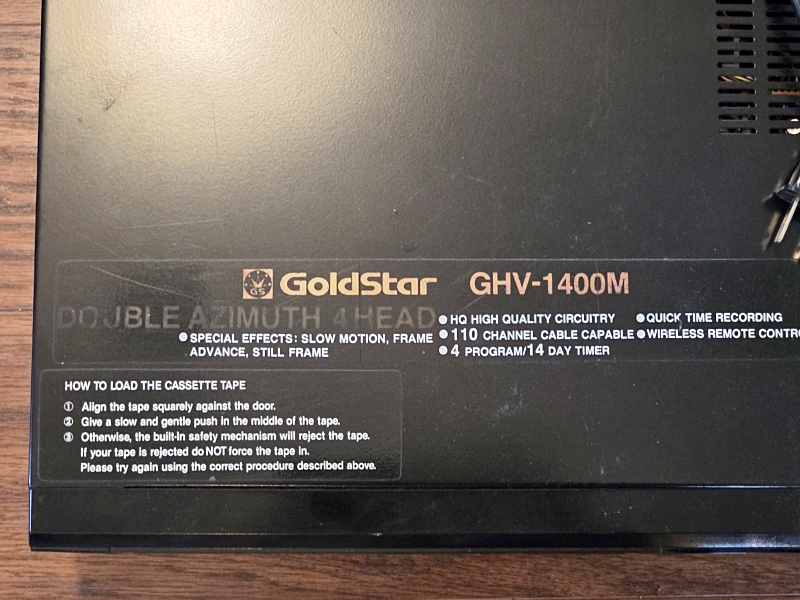 GS GoldStar GHV-1400M
DOUBLE AZIMUTH 4 HEAD
● HQ HIGH QUALITY CIRCUITRY ● QUICK TIME RECORDING
● SPECIAL EFFECTS: SLOW MOTION, FRAME ● 110 CHANNEL CABLE CAPABLE ● WIRELESS REMOTE
ADVANCE, STILL FRAME ● 4 PROGRAM/14 DAY TIMER
HOW TO LOAD THE CASSETTE TAPE
① Align the tape squarely against the door.
② Give a slow and gentle push in the middle of the tape.
③ Otherwise, the built-in safety mechanism will reject the tape.
If your tape is rejected do NOT force the tape in.
Please try again using the correct procedure described above.